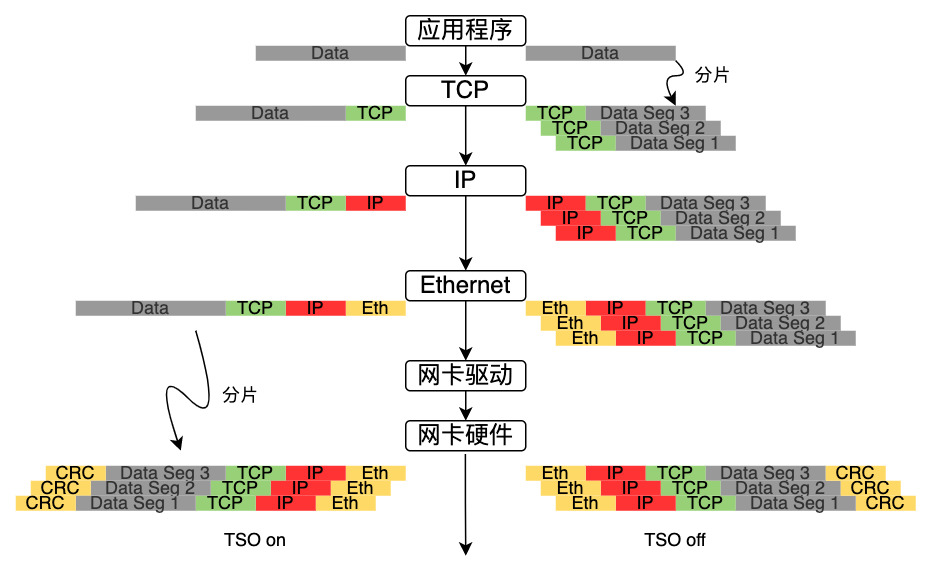 应用程序
Data
Data
分片
TCP
Data TCP
TCP Data Seg 3
TCP Data Seg 2
TCP Data Seg 1
IP
Data TCP IP
IP TCP Data Seg 3
IP TCP Data Seg 2
IP TCP Data Seg 1
Ethernet
Data TCP IP Eth
Eth IP TCP Data Seg 3
Eth IP TCP Data Seg 2
Eth IP TCP Data Seg 1
网卡驱动
分片
网卡硬件
CRC Data Seg 3 TCP IP Eth
CRC Data Seg 2 TCP IP Eth
CRC Data Seg 1 TCP IP Eth
Eth IP TCP Data Seg 3 CRC
Eth IP TCP Data Seg 2 CRC
Eth IP TCP Data Seg 1 CRC
TSO on
TSO off